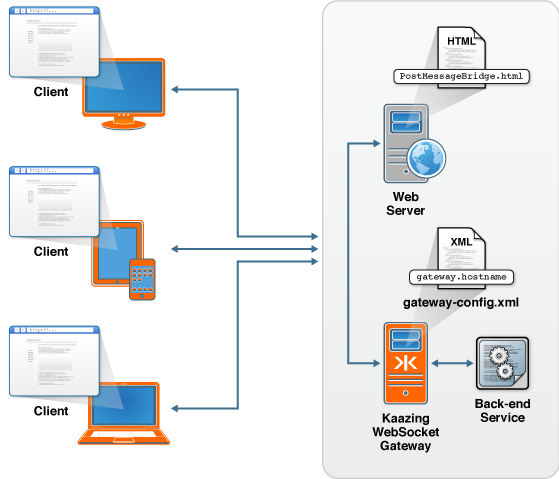 http://...
Client
http://...
Client
http://...
Client
HTML
PostMessageBridge.html
Web
Server
XML
gateway.hostname
gateway-config.xml
Kaazing
WebSocket
Gateway
Back-end
Service